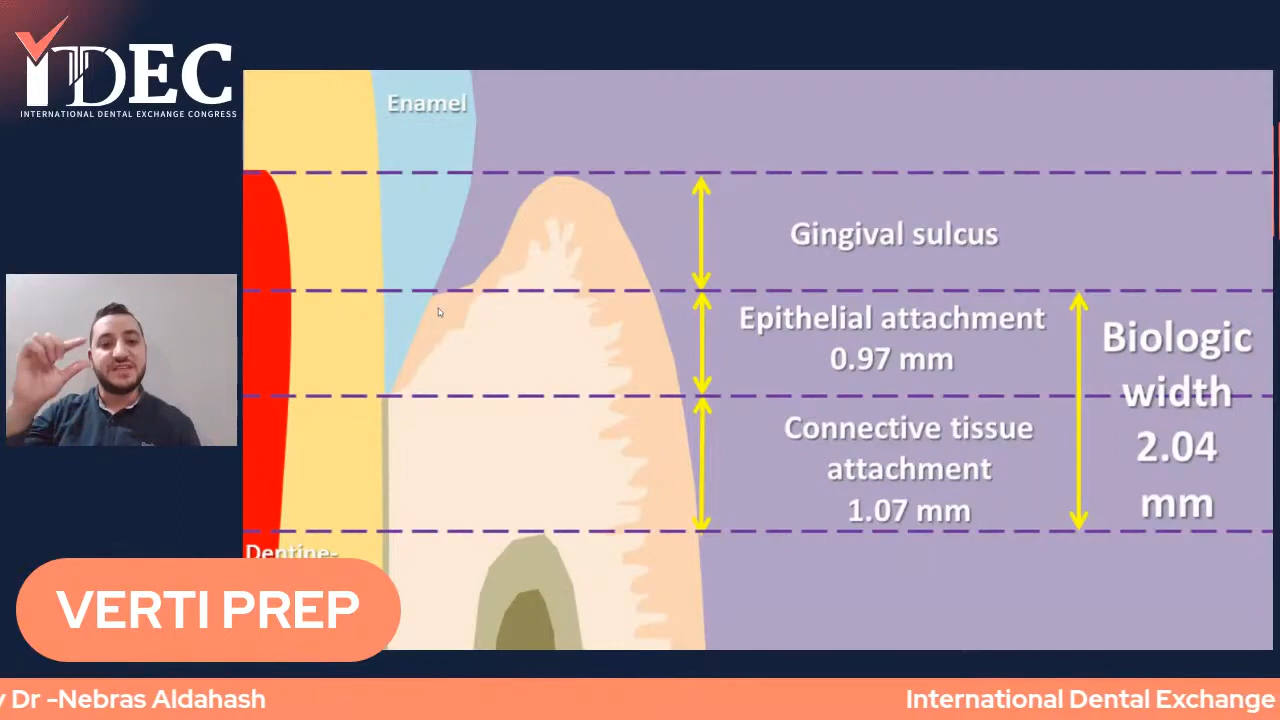 IDEC
INTERNATIONAL DENTAL EXCHANGE CONGRESS
Enamel
Gingival sulcus
Epithelial attachment
0.97 mm
Connective tissue
attachment
1.07 mm
Biologic
width
2.04
mm
Dentine-
VERTI PREP
Dr -Nebras Aldahash
International Dental Exchange